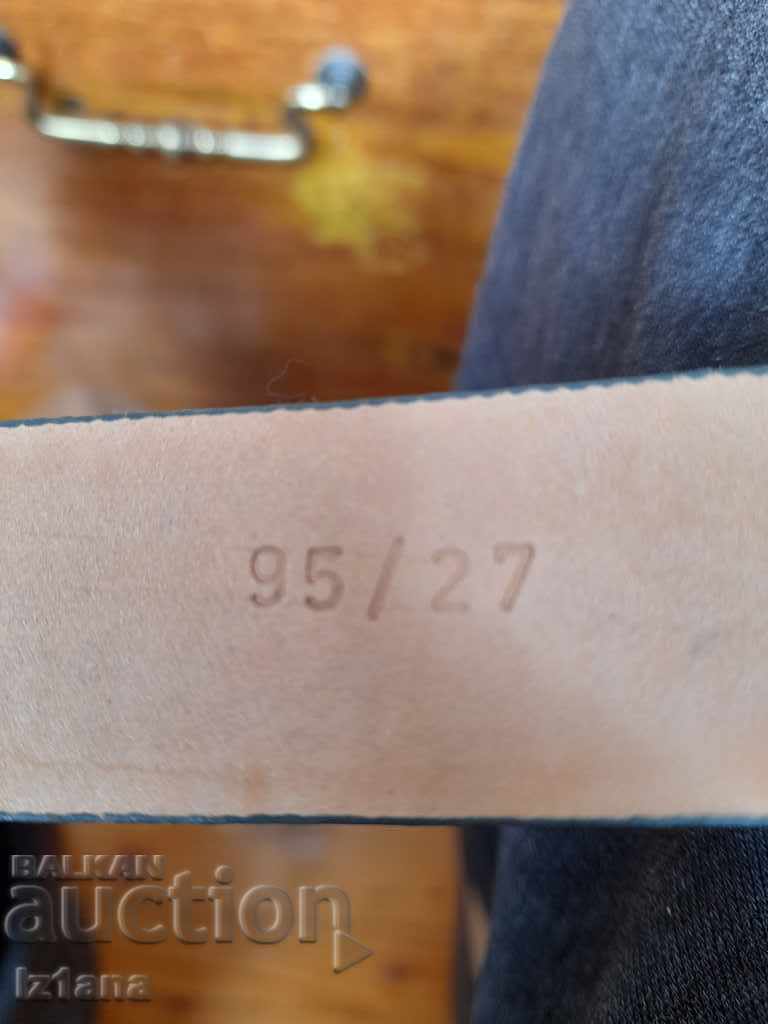 95/27
BALKAN
auction
Iz1ana